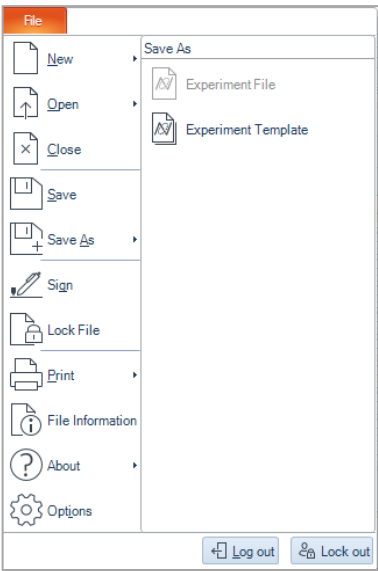 File
New
Open
Close
Save
Save As
Sign
Lock File
Print
File Information
About
Options
Save As
Experiment File
Experiment Template
Log out
Lock out